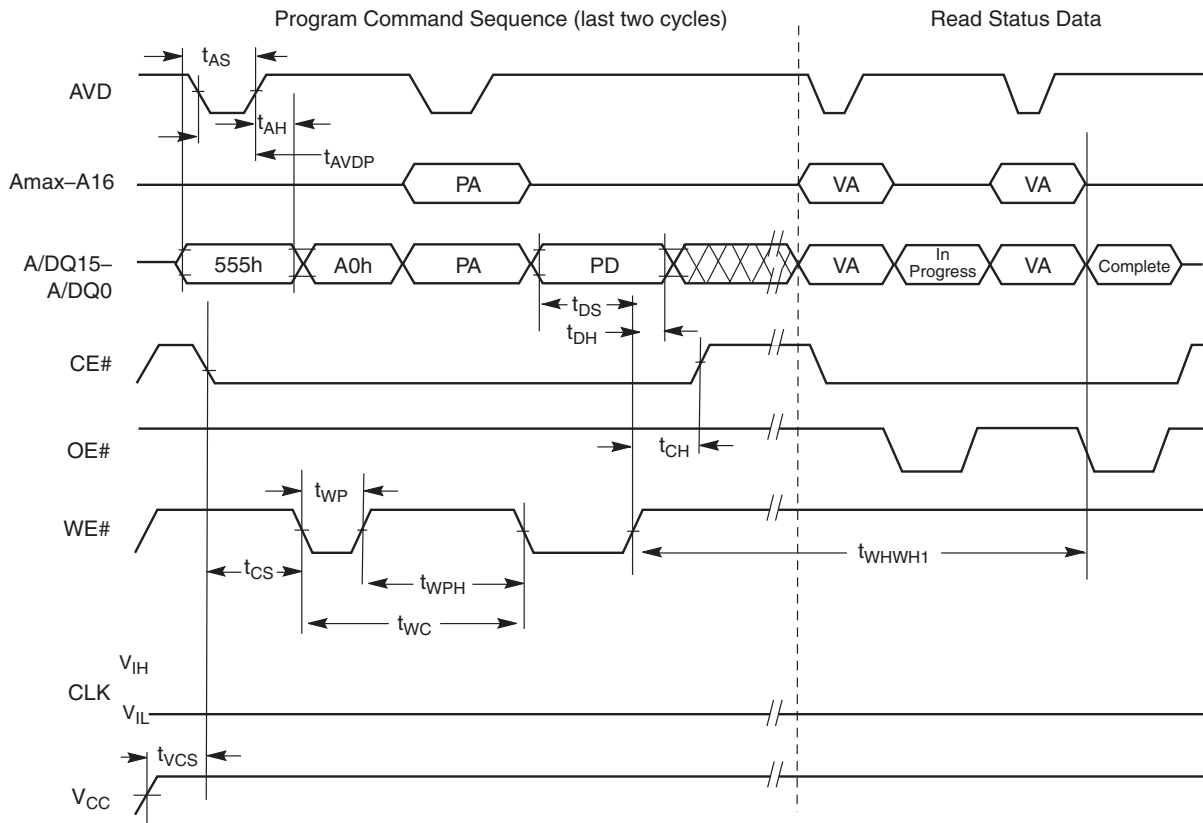 Program Command Sequence (last two cycles)
Read Status Data
tAS
AVD
tAH
tAVDP
Amax–A16
PA
VA
VA
A/DQ15–
A/DQ0
555h
A0h
PA
PD
VA
In
Progress
VA
Complete
tDS
tDH
CE#
OE#
tCH
tWP
WE#
tWHWH1
tCS
tWPH
tWC
VIH
CLK
VIL
tVCS
VCC